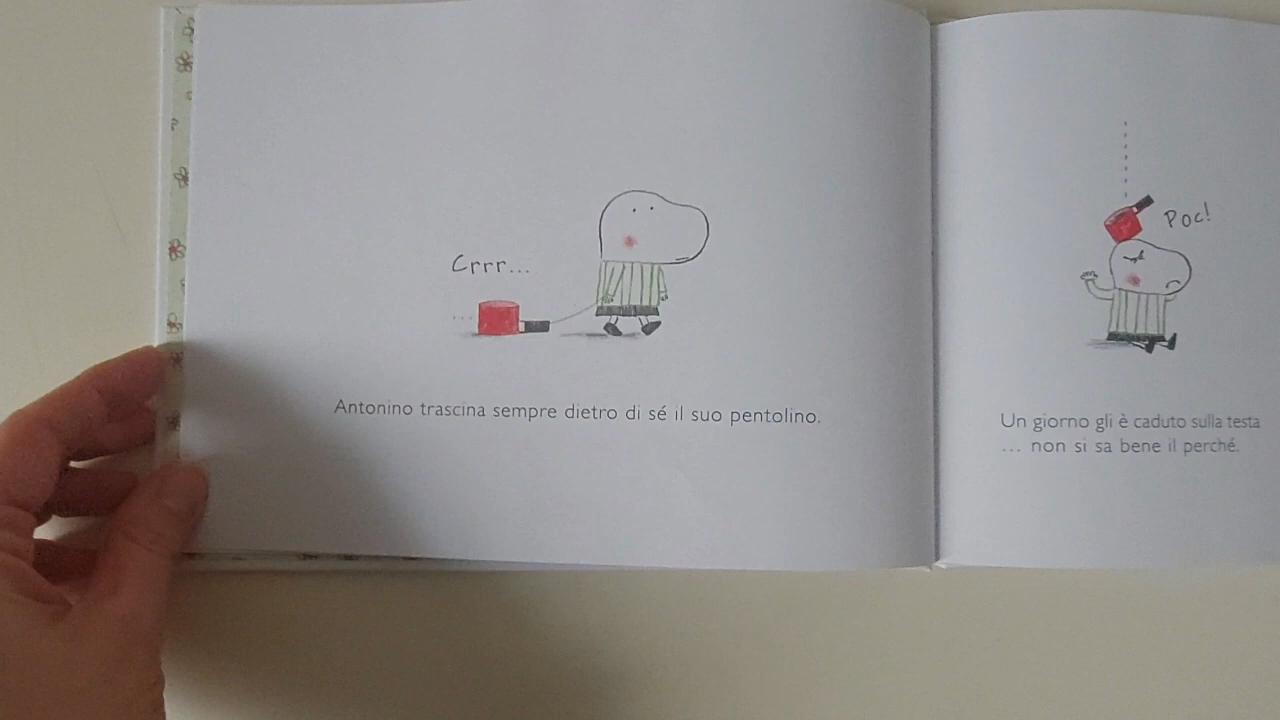 Crrr...
Antonino trascina sempre dietro di sé il suo pentolino.
Poc!
Un giorno gli è caduto sulla testa
... non si sa bene il perché.